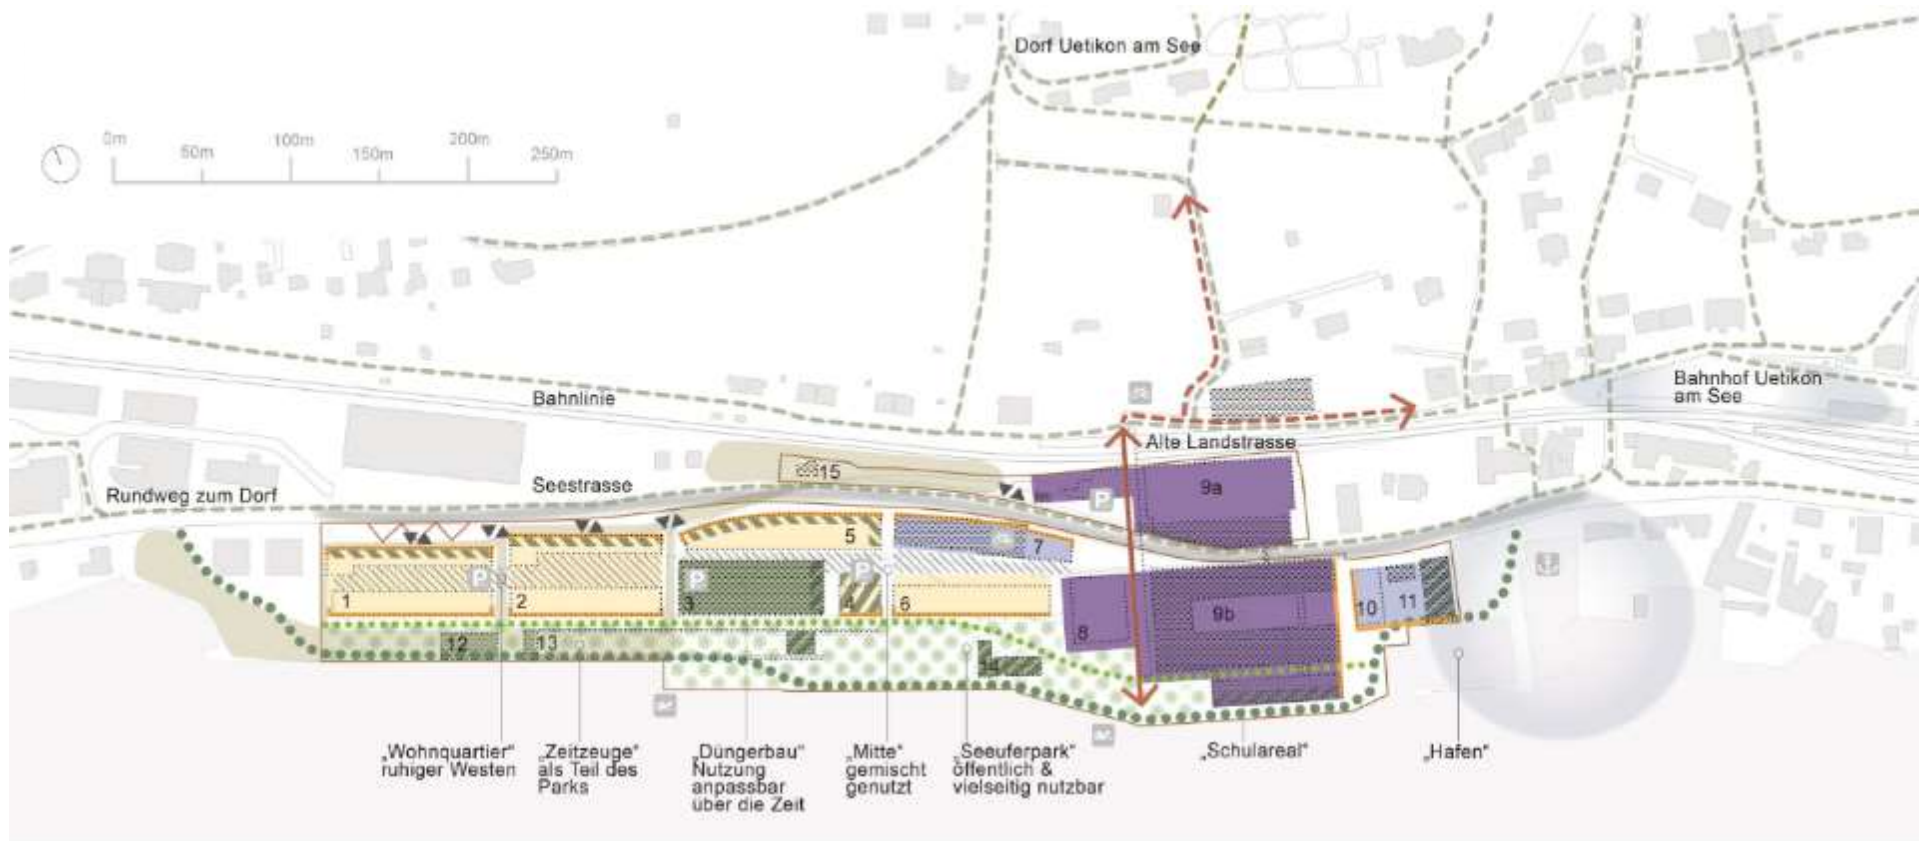 Dorf Uetikon am See
0m
50m
100m
150m
200m
250m
Bahnlinie
Bahnhof Uetikon
am See
Alte Landstrasse
Seestrasse
Rundweg zum Dorf
15
9a
P
5
7
P
P
P
1
2
3
4
6
8
9b
10
11
12
13
14
„Wohnquartier“
ruhiger Westen
„Zeitzeuge“
als Teil des
Parks
„Düngerbau“
Nutzung
anpassbar
über die Zeit
„Mitte“
gemischt
genutzt
„Seeuferpark“
öffentlich &
vielseitig nutzbar
„Schulareal“
„Hafen“